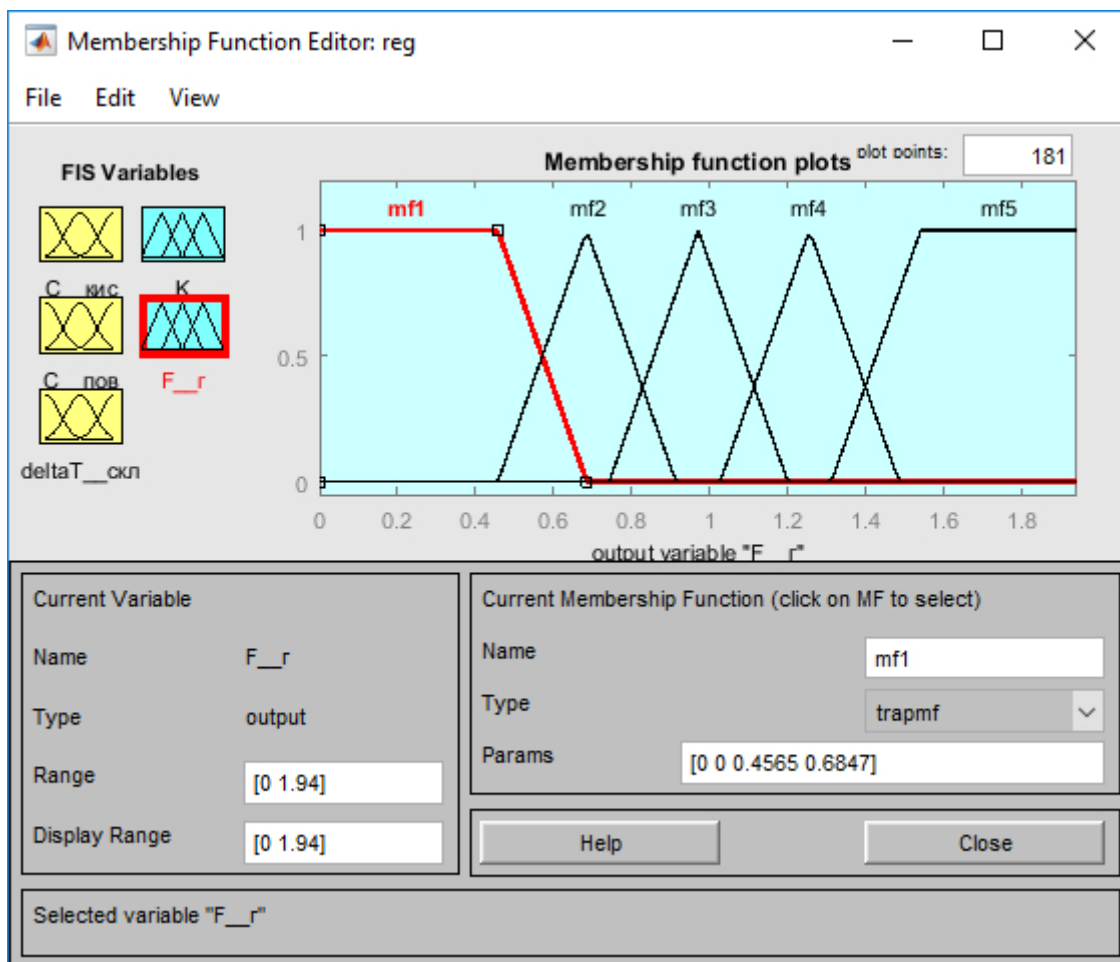 Membership Function Editor: reg
File Edit View
FIS Variables
С__кис
K
С__пов
F__г
deltaT__скл
Membership function plots
plot points:
181
mf1 mf2 mf3 mf4 mf5
1
0.5
0
0 0.2 0.4 0.6 0.8 1 1.2 1.4 1.6 1.8
output variable "F__г"
Current Variable
Name F__г
Type output
Range [0 1.94]
Display Range [0 1.94]
Current Membership Function (click on MF to select)
Name mf1
Type trapmf
Params [0 0 0.4565 0.6847]
Help Close
Selected variable "F__г"